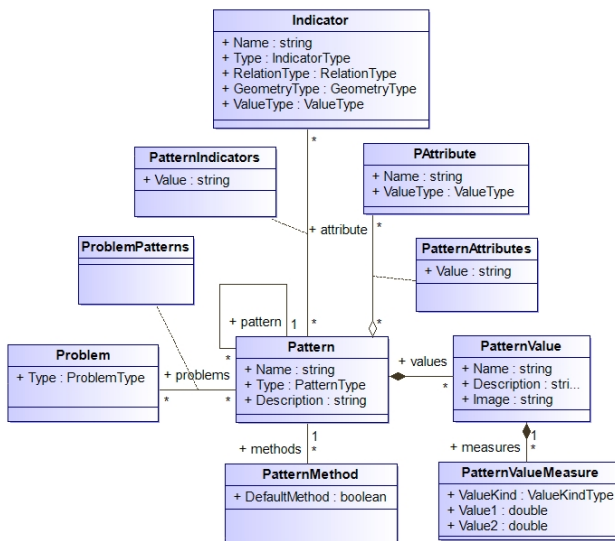 Indicator
+ Name : string
+ Type : IndicatorType
+ RelationType : RelationType
+ GeometryType : GeometryType
+ ValueType : ValueType
*
PatternIndicators
+ Value : string
PAttribute
+ Name : string
+ ValueType : ValueType
*
+ attribute
ProblemPatterns
PatternAttributes
+ Value : string
+ pattern
1
*
*
*
Problem
+ Type : ProblemType
+ problems
*
*
Pattern
+ Name : string
+ Type : PatternType
+ Description : string
+ values
*
PatternValue
+ Name : string
+ Description : stri...
+ Image : string
1
+ methods
*
1
+ measures
*
PatternMethod
+ DefaultMethod : boolean
PatternValueMeasure
+ ValueKind : ValueKindType
+ Value1 : double
+ Value2 : double